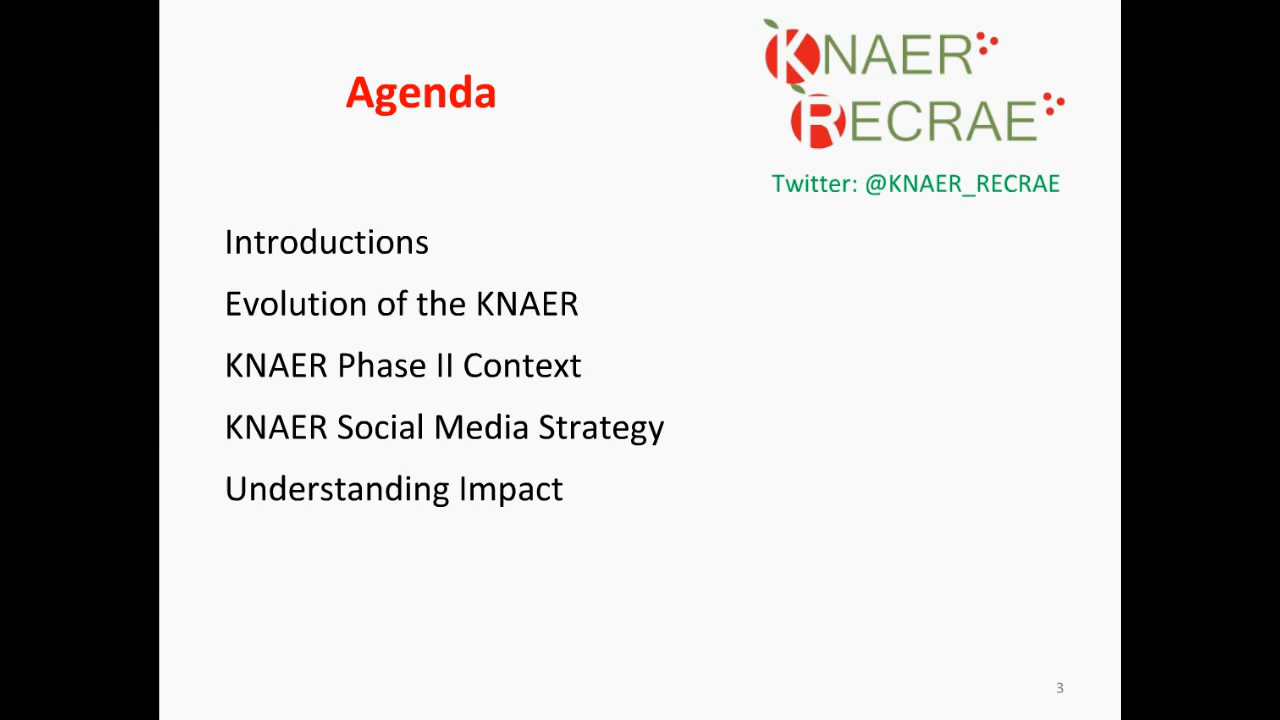 KNAER
RECRAE
Agenda
Twitter: @KNAER_RECRAE
Introductions
Evolution of the KNAER
KNAER Phase II Context
KNAER Social Media Strategy
Understanding Impact
3